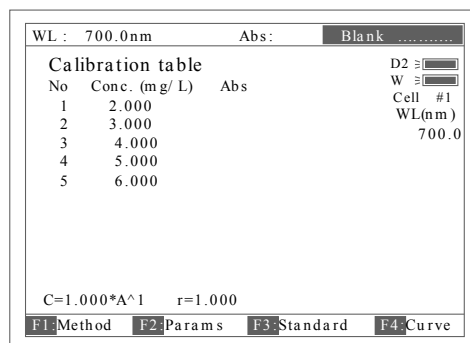 WL: 700.0nm Abs: Blank ..........
Calibration table
D2
No Conc. (mg/L) Abs
W
1 2.000
Cell #1
2 3.000
WL(nm)
3 4.000
700.0
4 5.000
5 6.000
C=1.000*A^1 r=1.000
F1:Method F2:Params F3:Standard F4:Curve